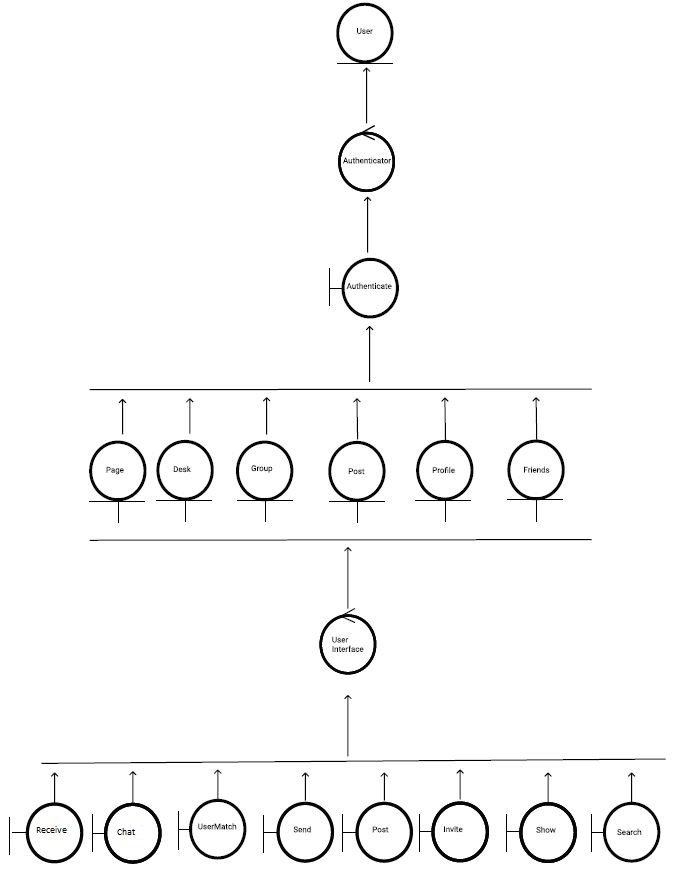 User
Authenticator
Authenticate
Page
Desk
Group
Post
Profile
Friends
User
Interface
Receive
Chat
UserMatch
Send
Post
Invite
Show
Search